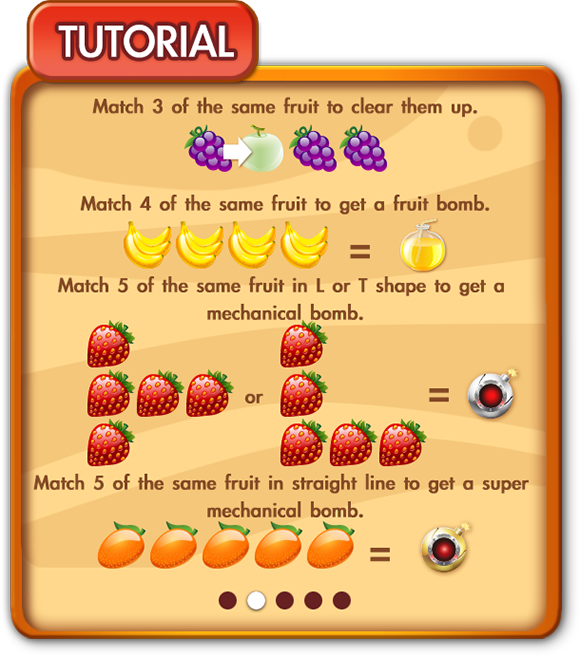 TUTORIAL
Match 3 of the same fruit to clear them up.
Match 4 of the same fruit to get a fruit bomb.
=
Match 5 of the same fruit in L or T shape to get a
mechanical bomb.
or =
Match 5 of the same fruit in straight line to get a super
mechanical bomb.
=